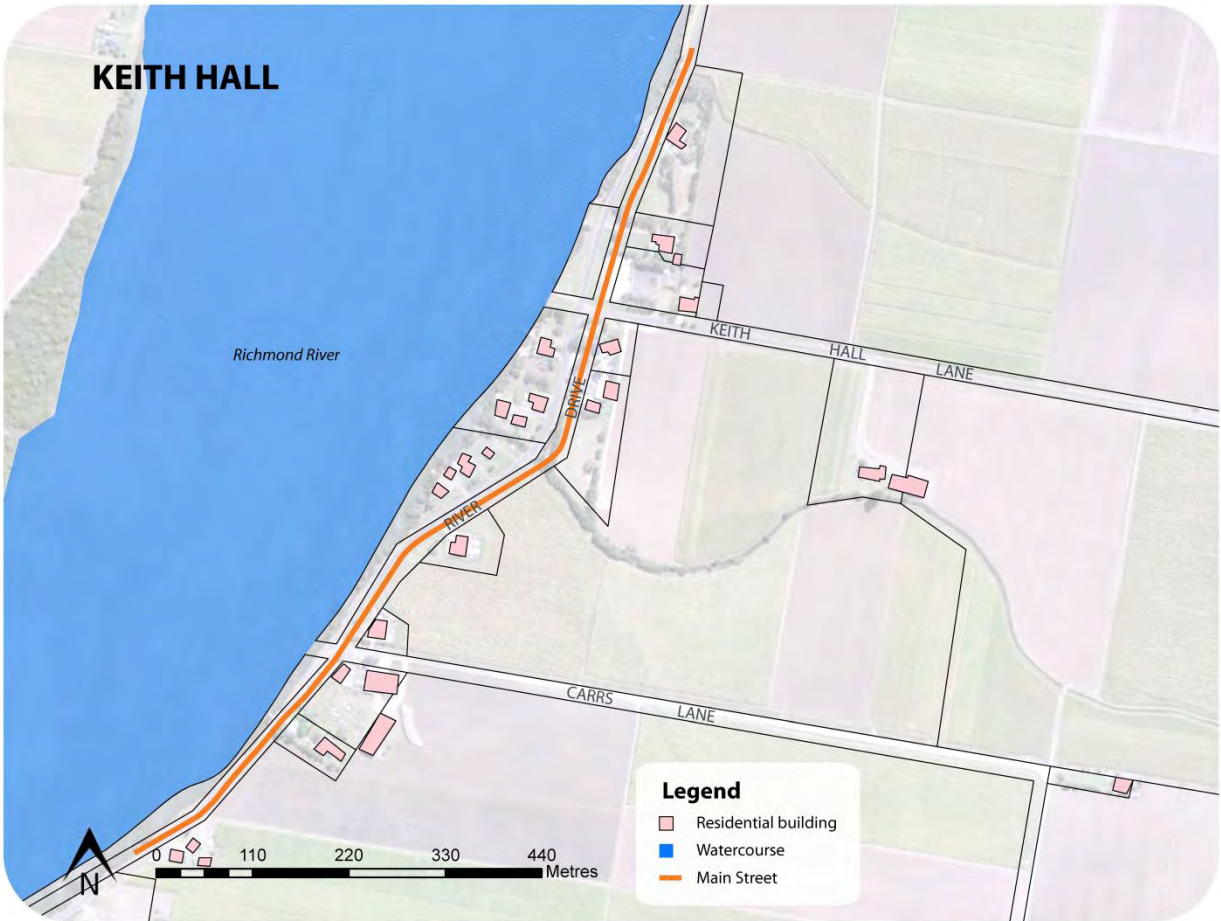 KEITH HALL
Richmond River
KEITH HALL LANE
RIVER DRIVE
CARRS LANE
Legend
Residential building
Watercourse
Main Street
0 110 220 330 440
Metres
N